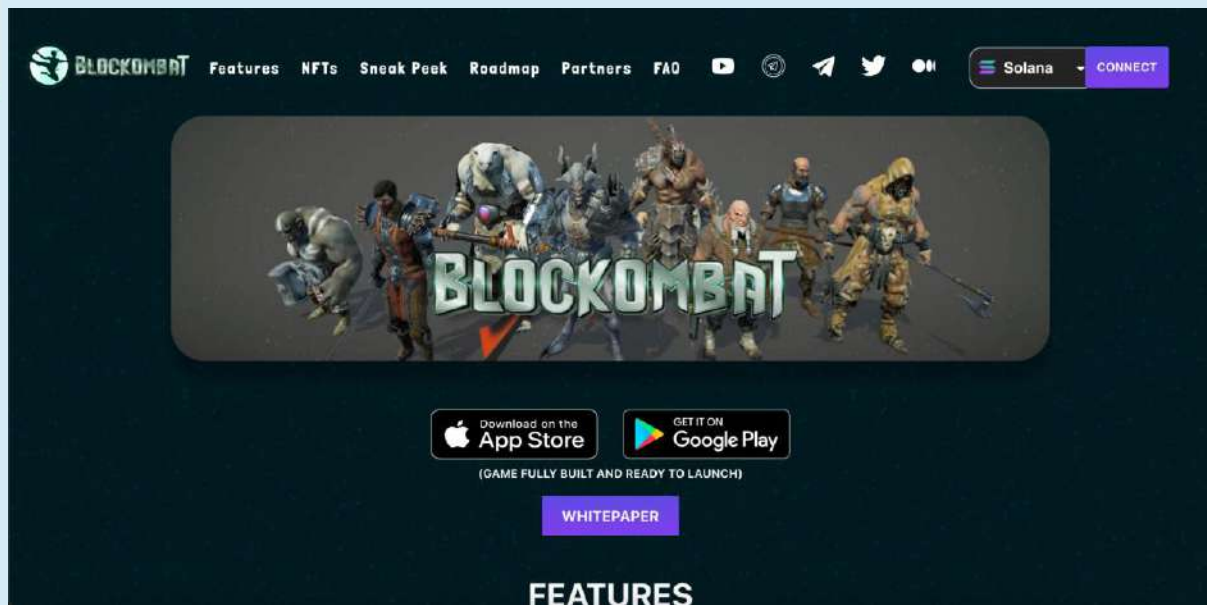 BLOCKOMBAT Features NFTs Sneak Peek Roadmap Partners FAQ Solana CONNECT
BLOCKOMBAT
Download on the
App Store
GET IT ON
Google Play
(GAME FULLY BUILT AND READY TO LAUNCH)
WHITEPAPER
FEATURES